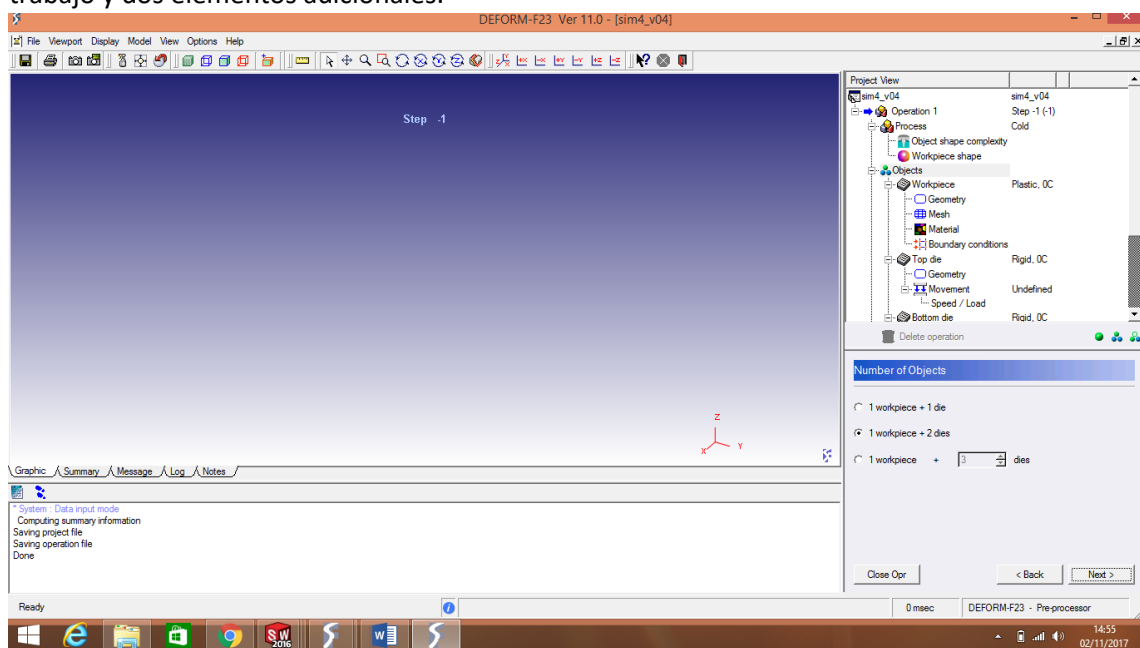 trabajo y dos elementos adicionales.
DEFORM-F23 Ver 11.0 - [sim4_v04]
File Viewport Display Model View Options Help
Step -1
Z
X Y
Graphic Summary Message Log Notes
* System : Data input mode
Computing summary information
Saving project file
Saving operation file
Done
Project View
sim4_v04 sim4_v04
Operation 1 Step -1 (-1)
Process Cold
Object shape complexity
Workpiece shape
Objects
Workpiece Plastic, 0C
Geometry
Mesh
Material
Boundary conditions
Top die Rigid, 0C
Geometry
Movement Undefined
Speed / Load
Bottom die Rigid, 0C
Delete operation
Number of Objects
1 workpiece + 1 die
1 workpiece + 2 dies
1 workpiece + 3 dies
Close Opr < Back Next >
Ready 0 msec DEFORM-F23 - Pre-processor
SW 2016
14:55
02/11/2017